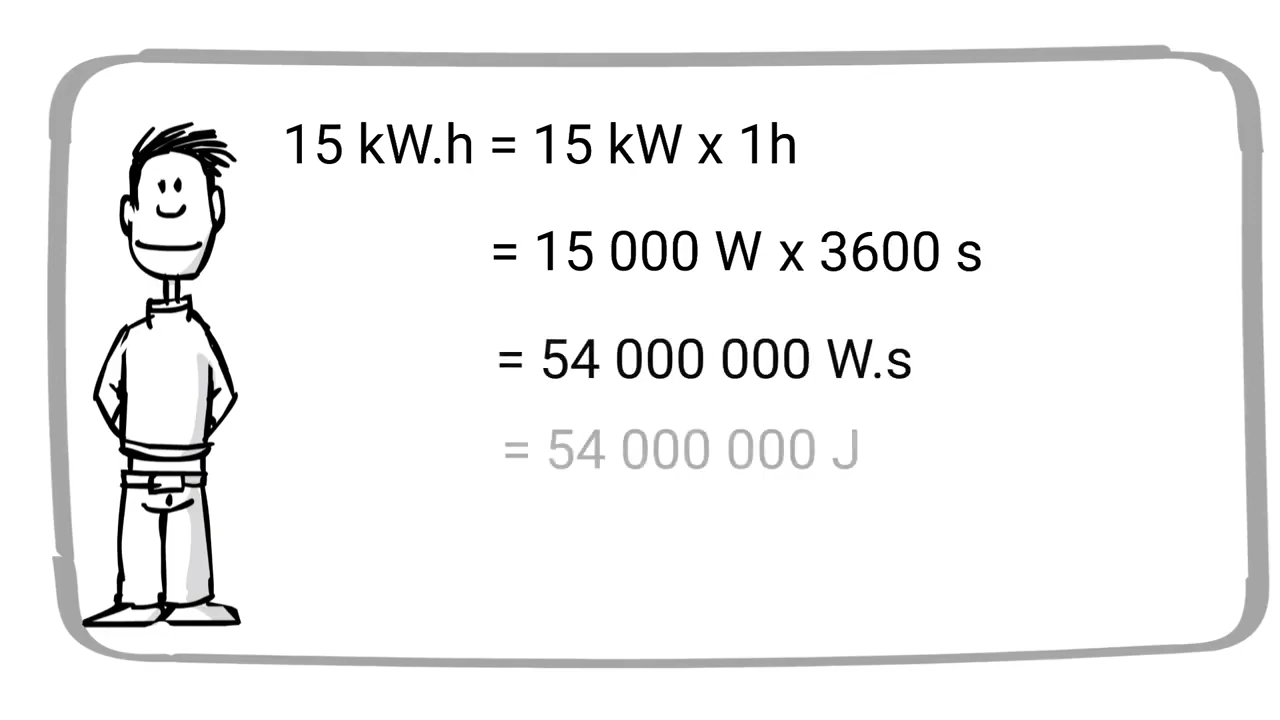 15 kW.h = 15 kW x 1h
= 15 000 W x 3600 s
= 54 000 000 W.s
= 54 000 000 J